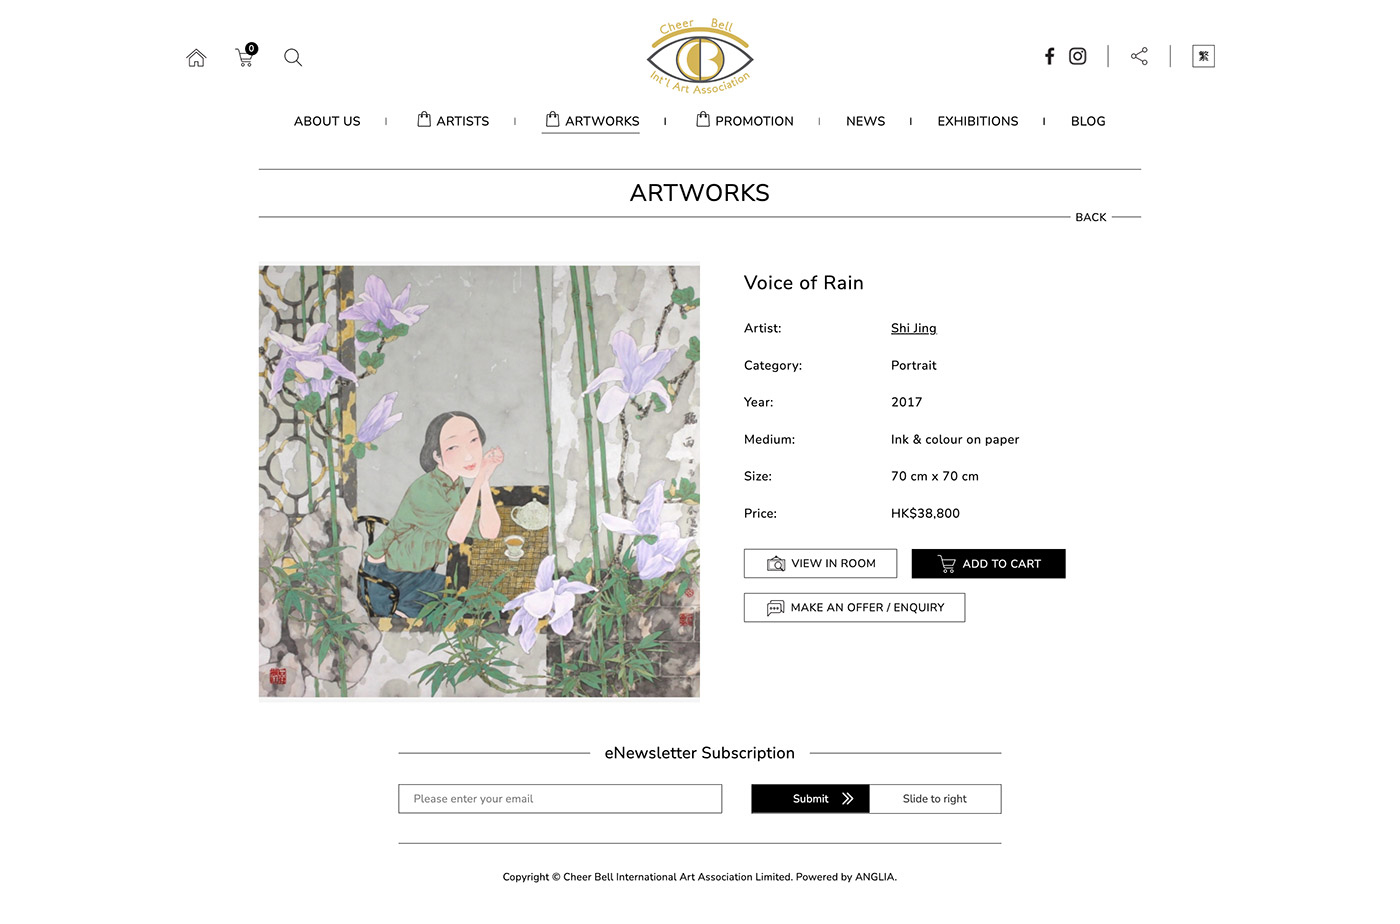 Cheer Bell
Int'l Art Association
0
繁
ABOUT US
ARTISTS
ARTWORKS
PROMOTION
NEWS
EXHIBITIONS
BLOG
ARTWORKS
BACK
Voice of Rain
Artist: Shi Jing
Category: Portrait
Year: 2017
Medium: Ink & colour on paper
Size: 70 cm x 70 cm
Price: HK$38,800
VIEW IN ROOM
ADD TO CART
MAKE AN OFFER / ENQUIRY
eNewsletter Subscription
Please enter your email
Submit
Slide to right
Copyright © Cheer Bell International Art Association Limited. Powered by ANGLIA.